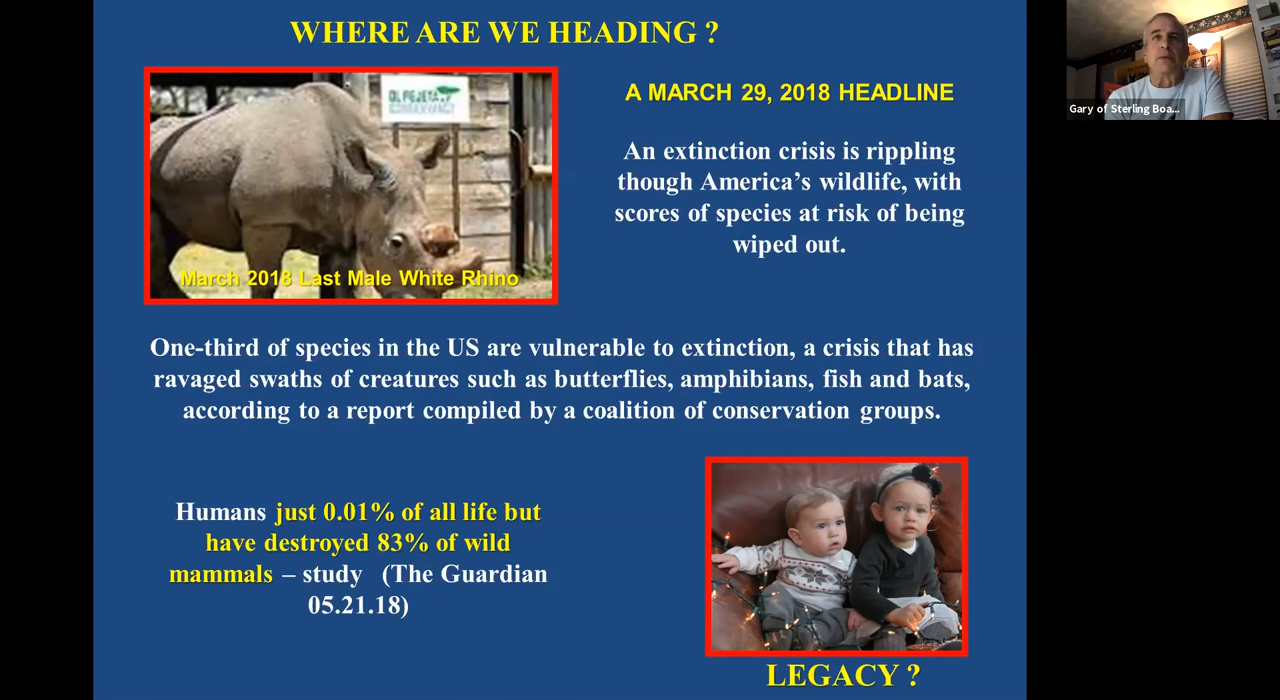 WHERE ARE WE HEADING ?
OL PEJETA
CONSERVANCY
March 2018 Last Male White Rhino
A MARCH 29, 2018 HEADLINE
An extinction crisis is rippling
though America's wildlife, with
scores of species at risk of being
wiped out.
One-third of species in the US are vulnerable to extinction, a crisis that has
ravaged swaths of creatures such as butterflies, amphibians, fish and bats,
according to a report compiled by a coalition of conservation groups.
Humans just 0.01% of all life but
have destroyed 83% of wild
mammals – study (The Guardian
05.21.18)
LEGACY ?
Gary of Sterling Boa...